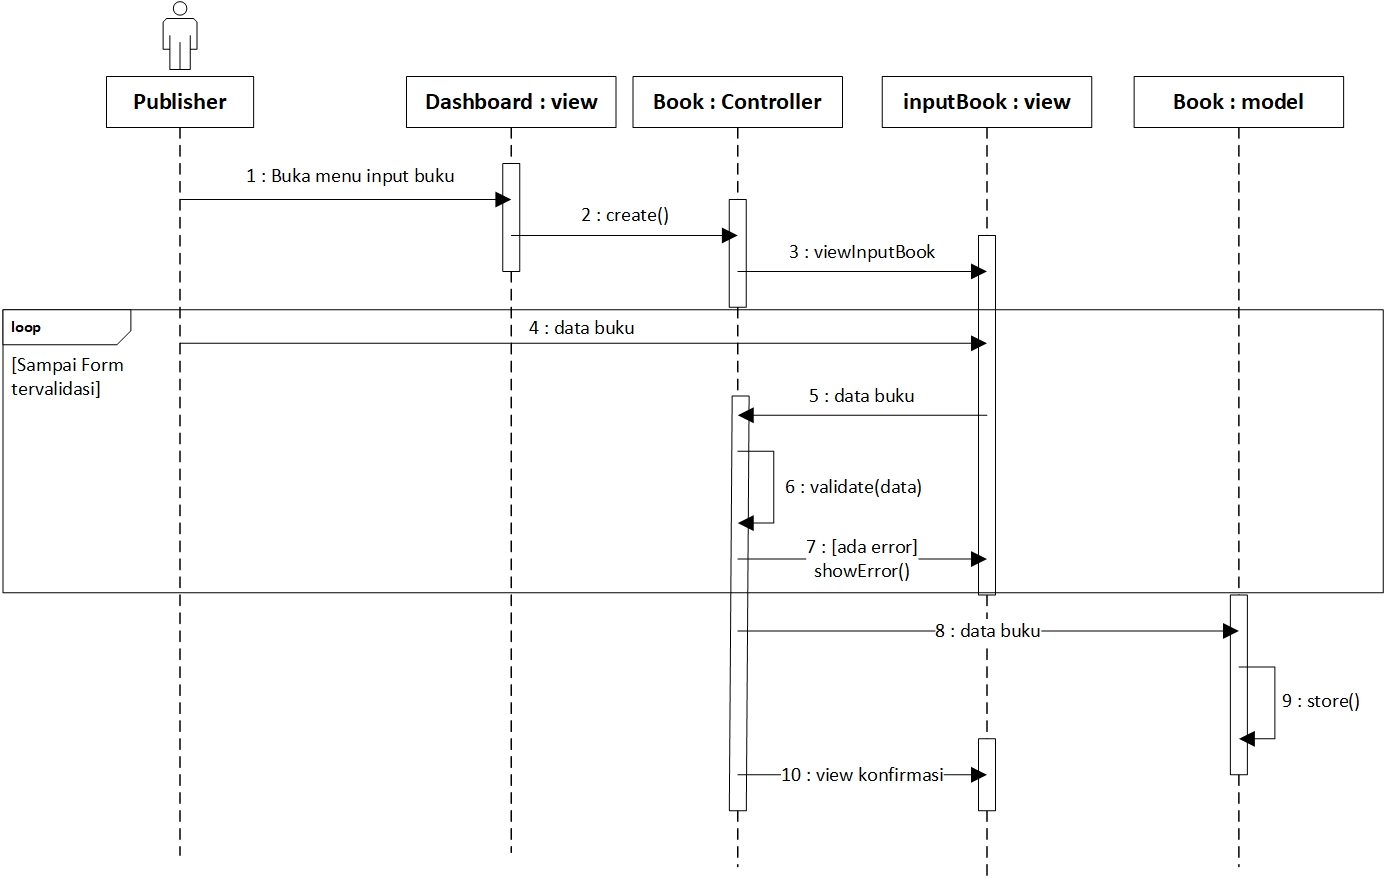 Publisher
Dashboard : view
Book : Controller
inputBook : view
Book : model
1 : Buka menu input buku
2 : create()
3 : viewInputBook
loop
4 : data buku
[Sampai Form
tervalidasi]
5 : data buku
6 : validate(data)
7 : [ada error]
showError()
8 : data buku
9 : store()
10 : view konfirmasi